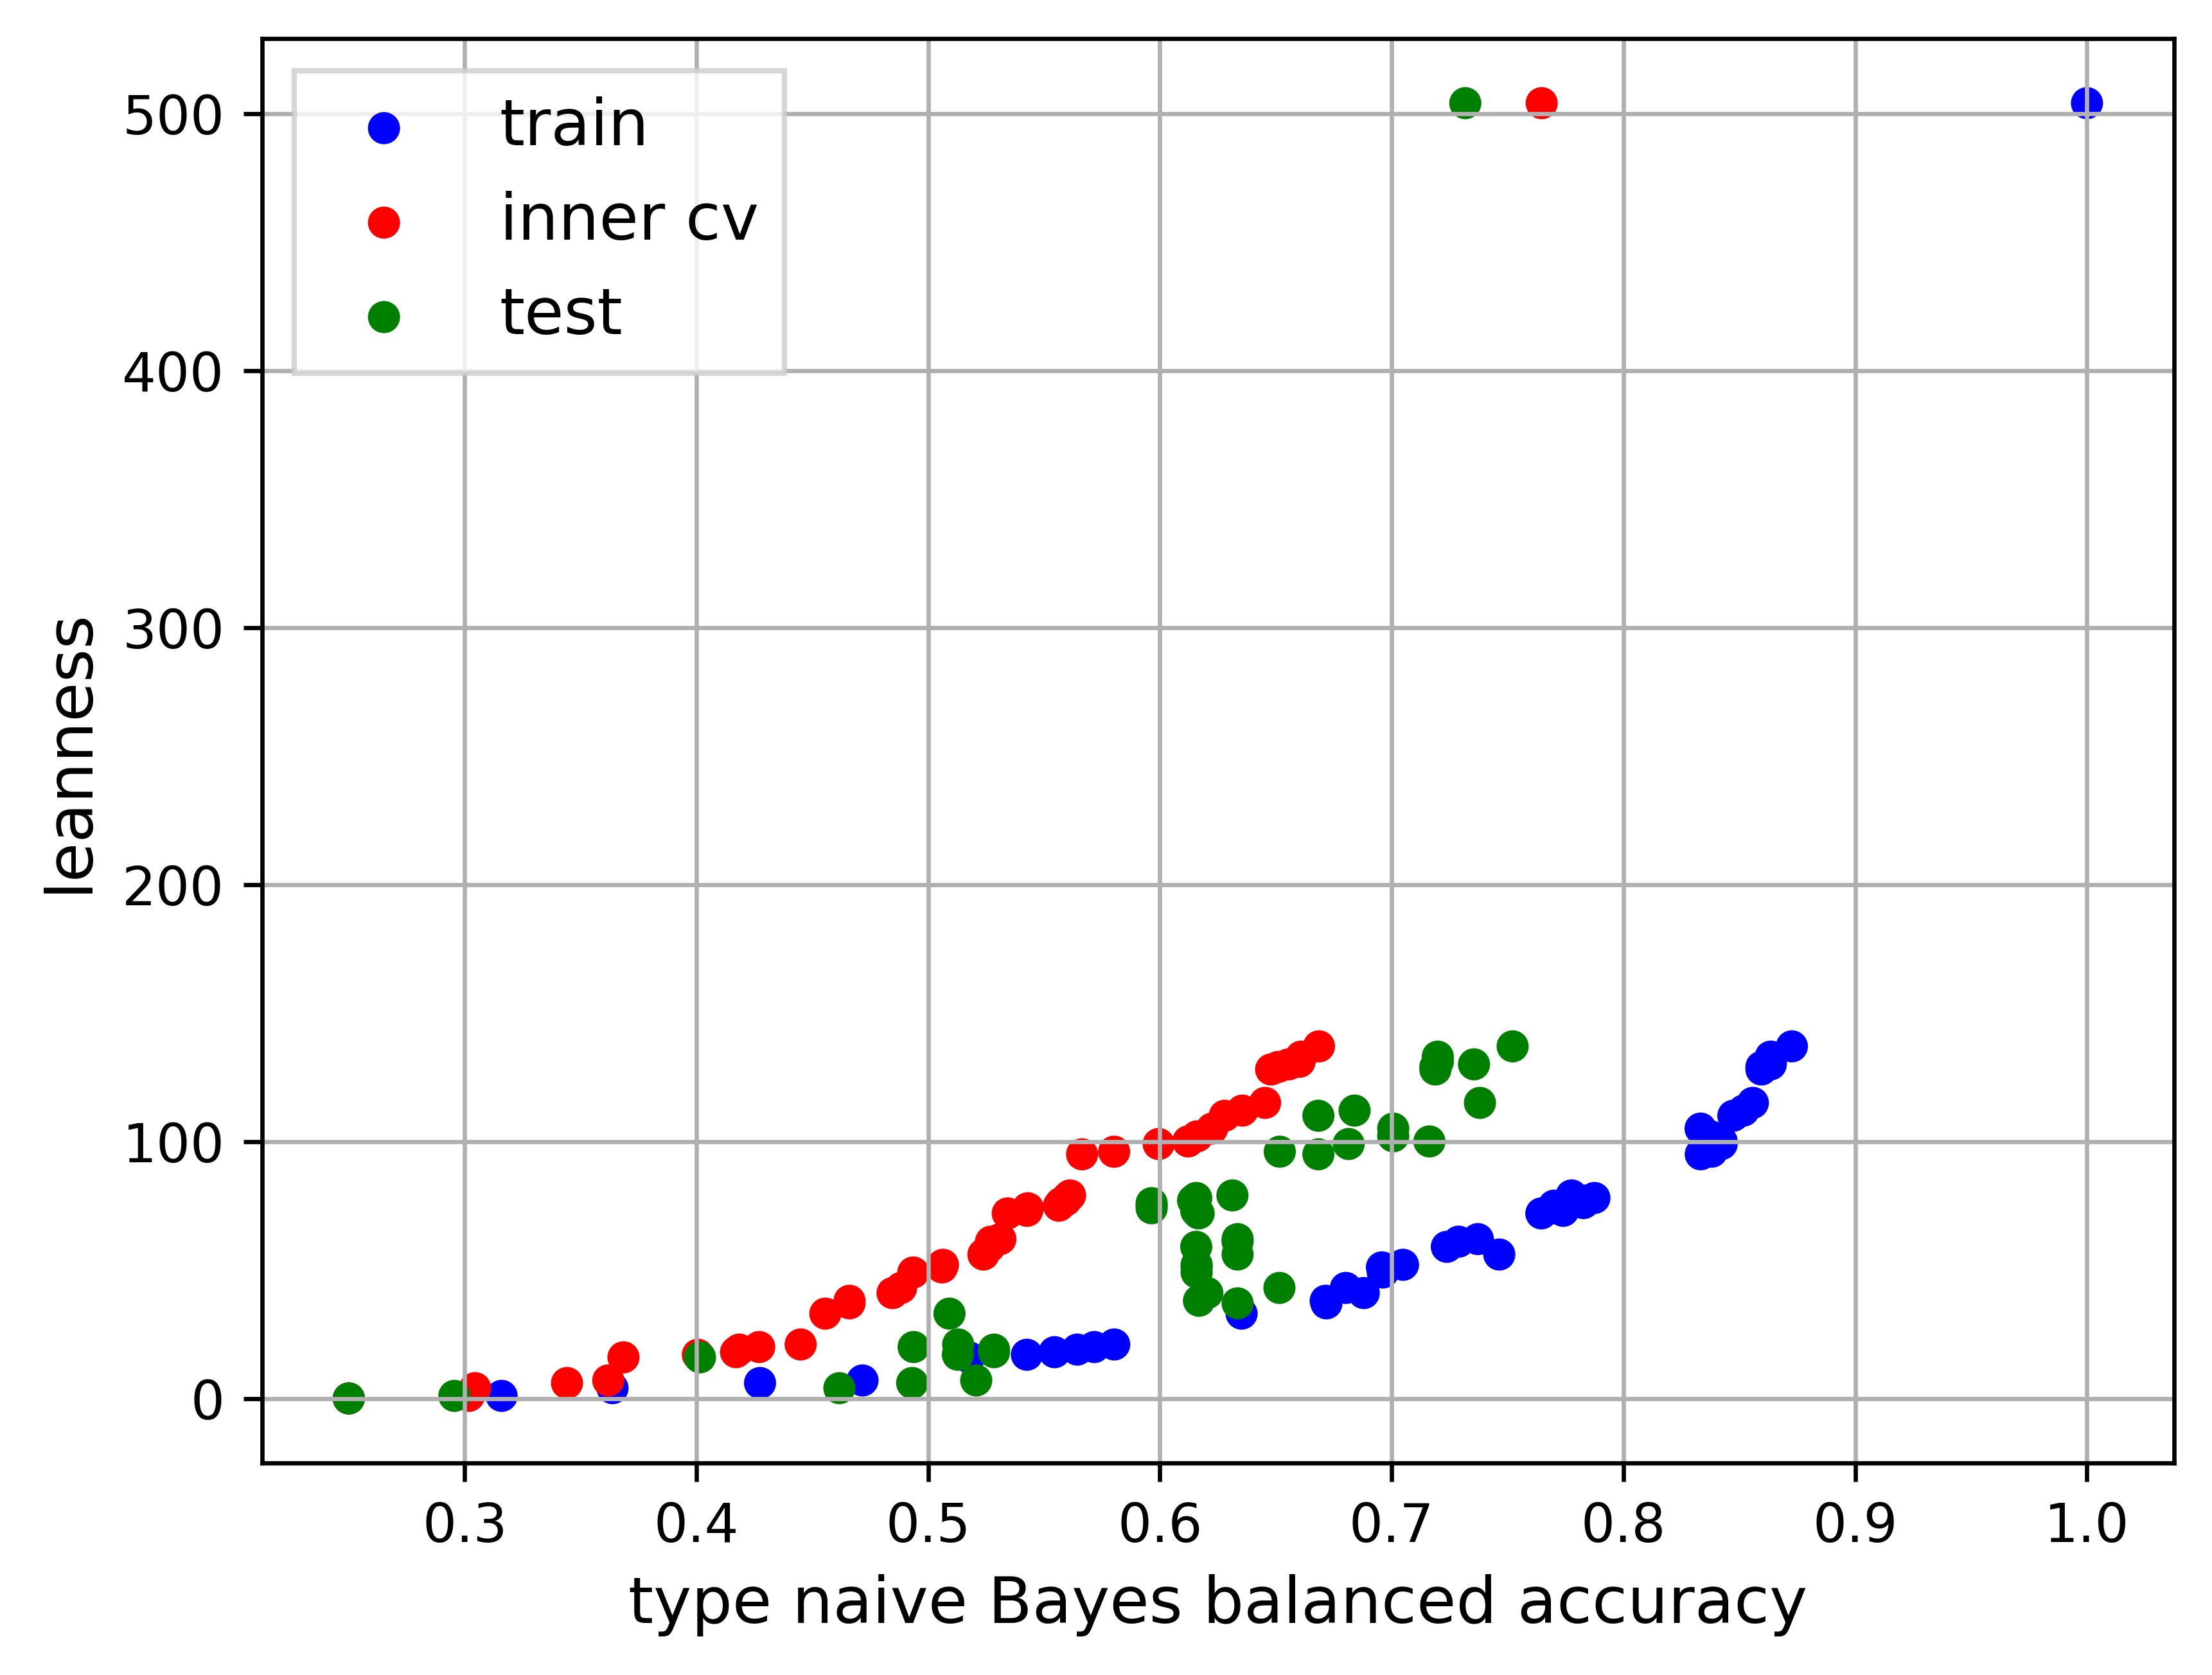 train
inner cv
test
500
400
300
200
100
0
leanness
0.3 0.4 0.5 0.6 0.7 0.8 0.9 1.0
type naive Bayes balanced accuracy